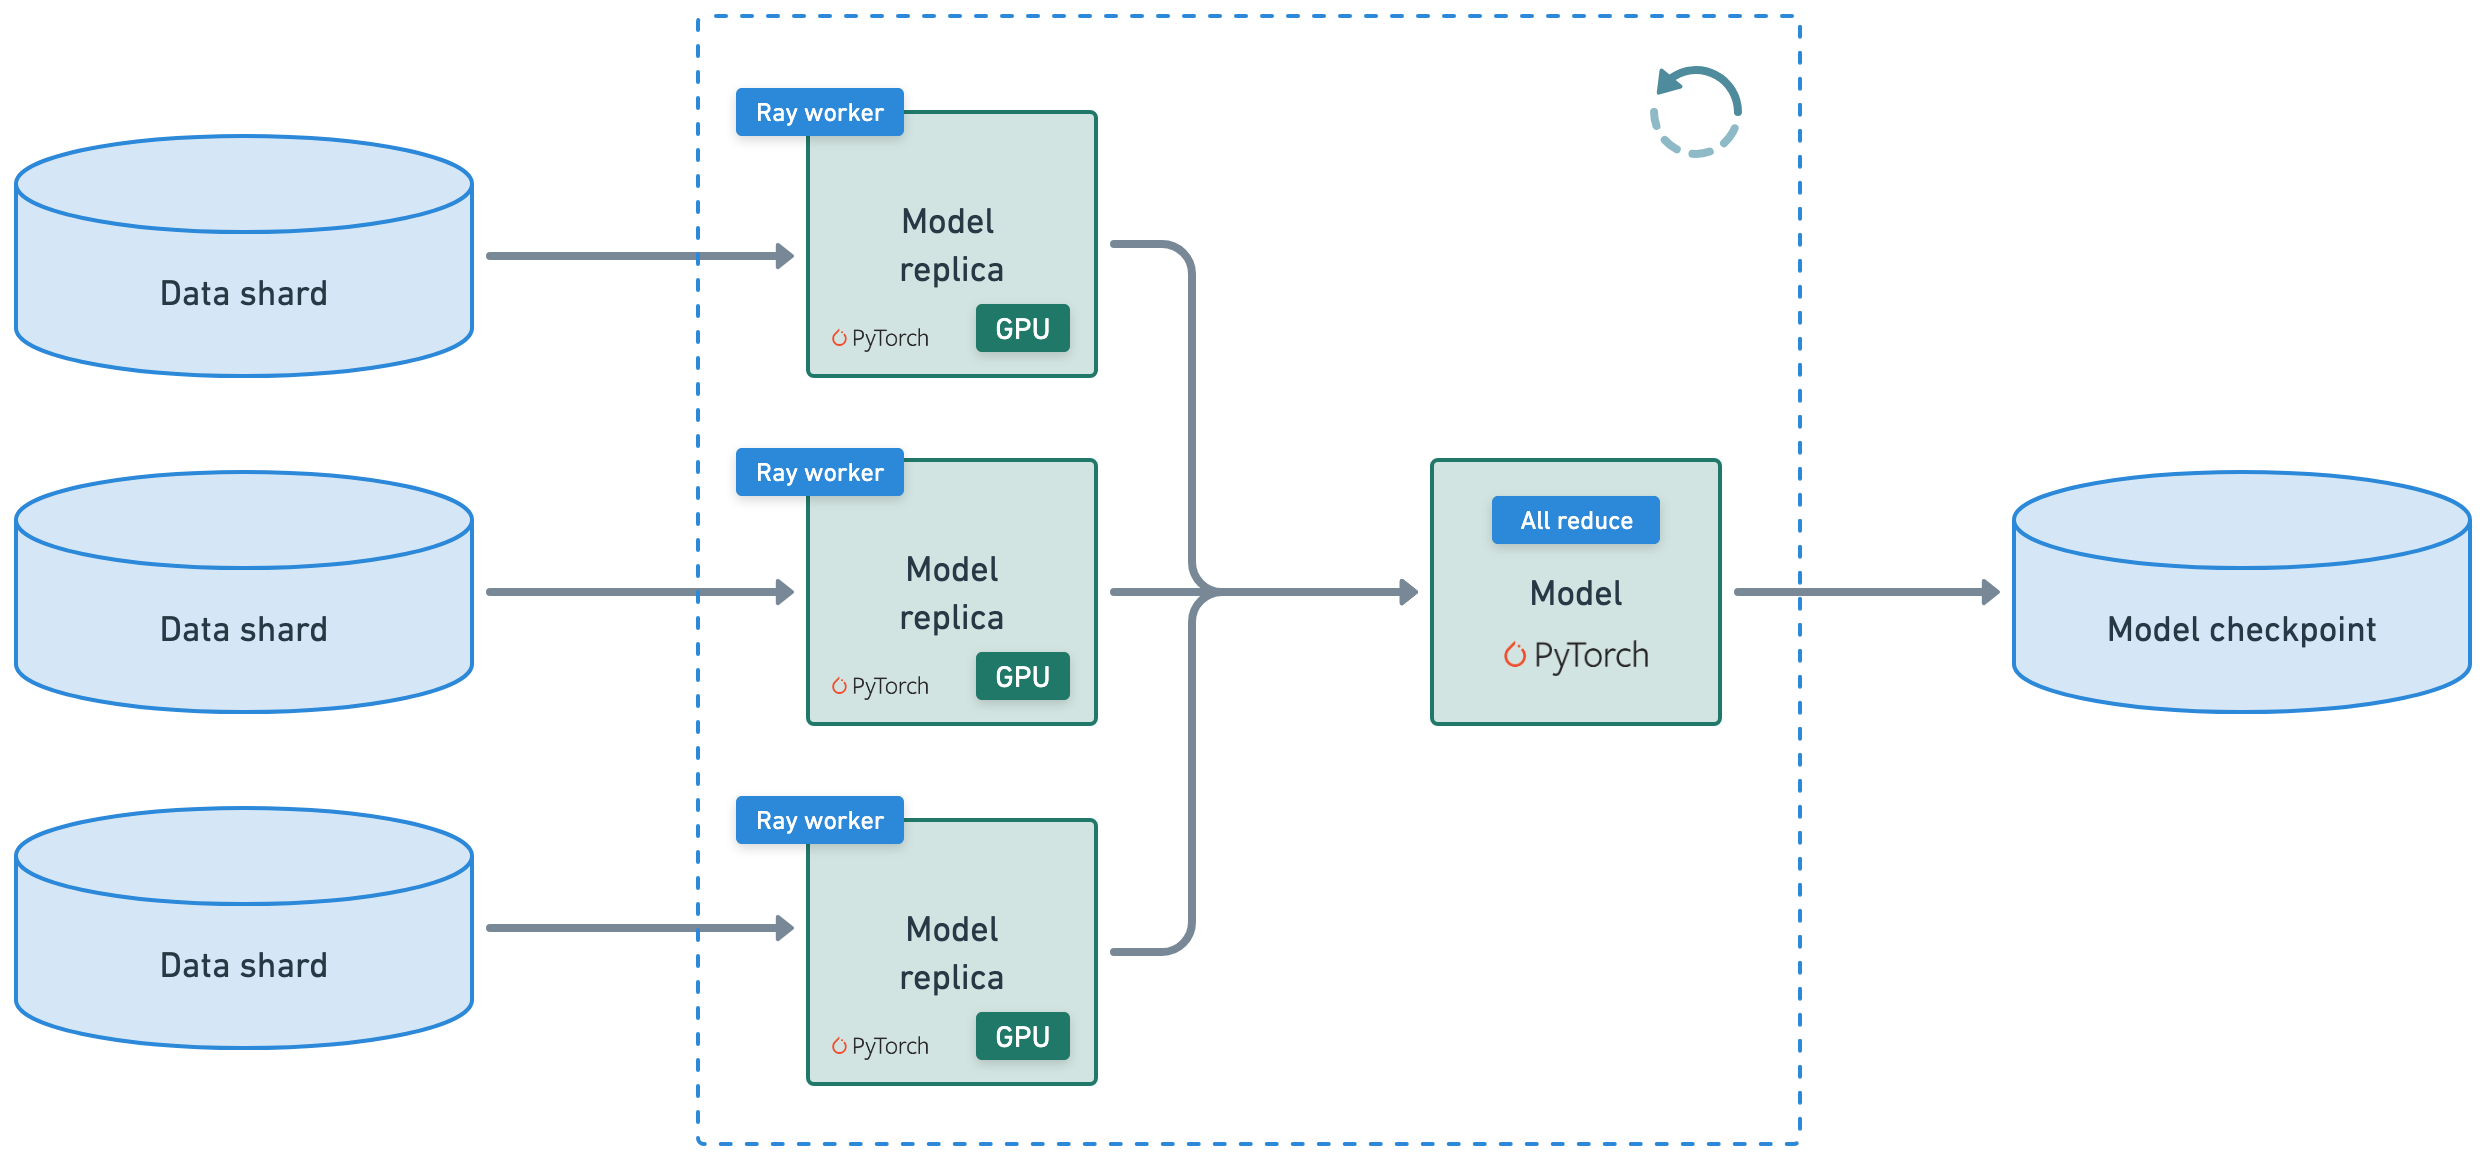 Data shard
Ray worker
Model
replica
PyTorch
GPU
Data shard
Ray worker
Model
replica
PyTorch
GPU
Data shard
Ray worker
Model
replica
PyTorch
GPU
All reduce
Model
PyTorch
Model checkpoint